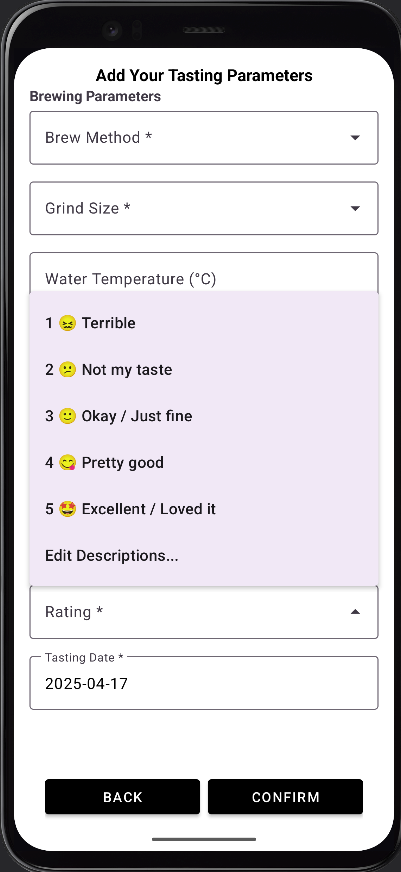 Add Your Tasting Parameters
Brewing Parameters
Brew Method *
Grind Size *
Water Temperature (°C)
1 😖 Terrible
2 😕 Not my taste
3 🙂 Okay / Just fine
4 😋 Pretty good
5 🤩 Excellent / Loved it
Edit Descriptions...
Rating *
Tasting Date *
2025-04-17
BACK CONFIRM